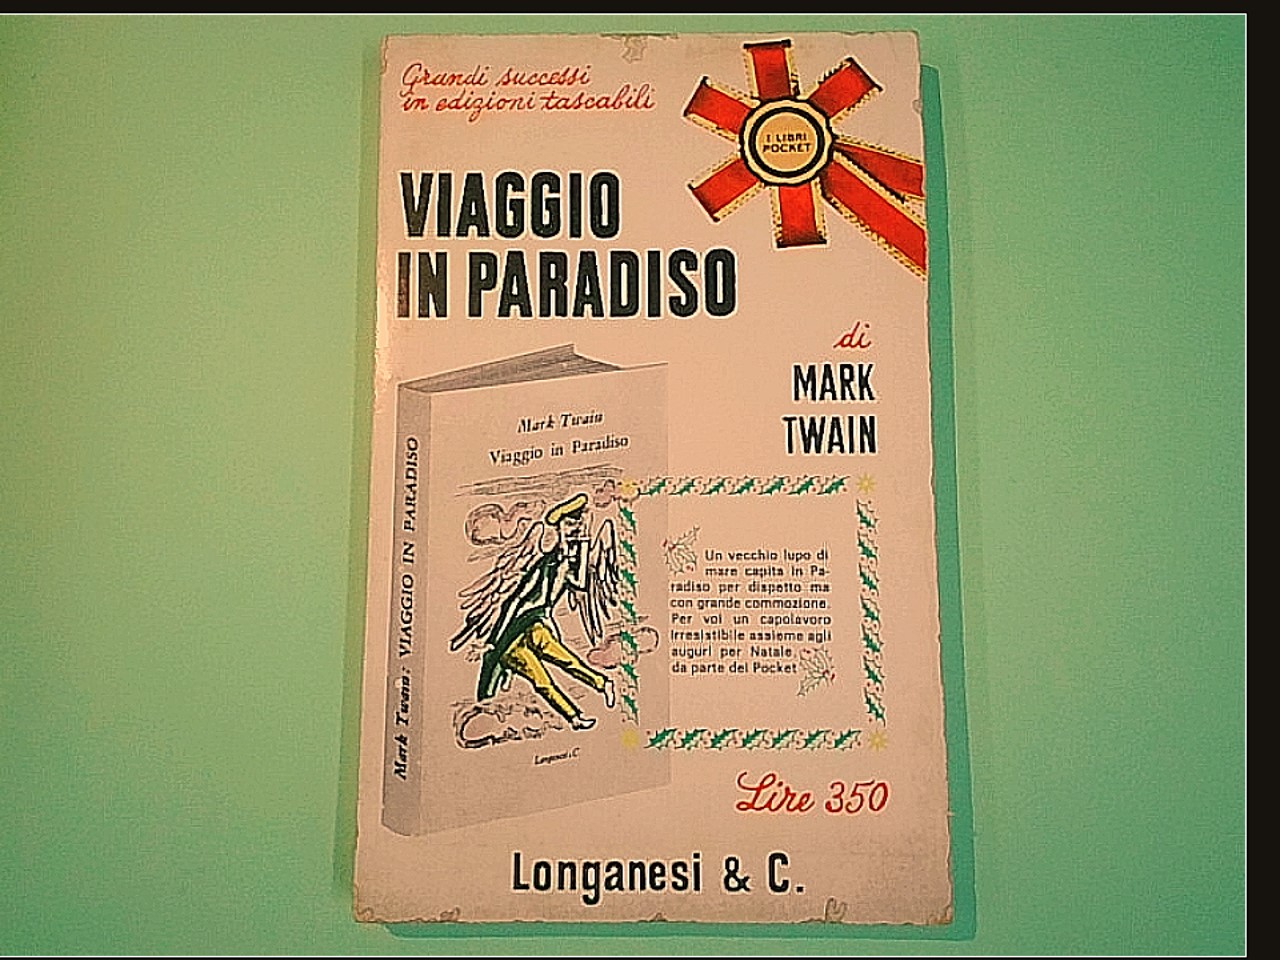 Grandi successi
in edizioni tascabili
I LIBRI
POCKET
VIAGGIO
IN PARADISO
di
MARK
TWAIN
Mark Twain
Viaggio in Paradiso
Mark Twain: VIAGGIO IN PARADISO
Un vecchio lupo di
mare capita in Pa-
radiso per dispetto ma
con grande commozione.
Per voi un capolavoro
irresistibile assieme agli
auguri per Natale
da parte dei Pocket
Longanesi & C.
Lire 350
Longanesi & C.